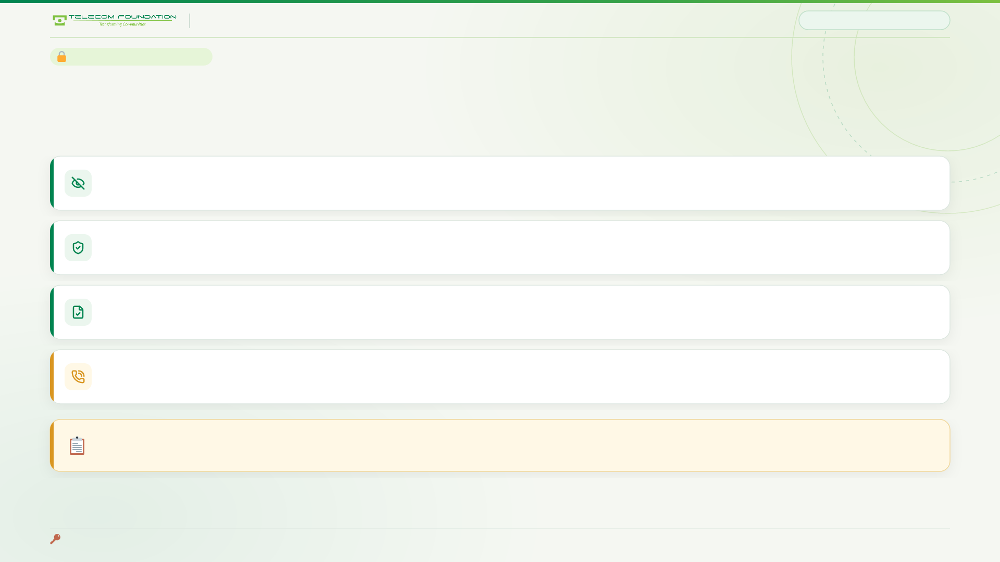 TELECOM FOUNDATION
Transforming Communities